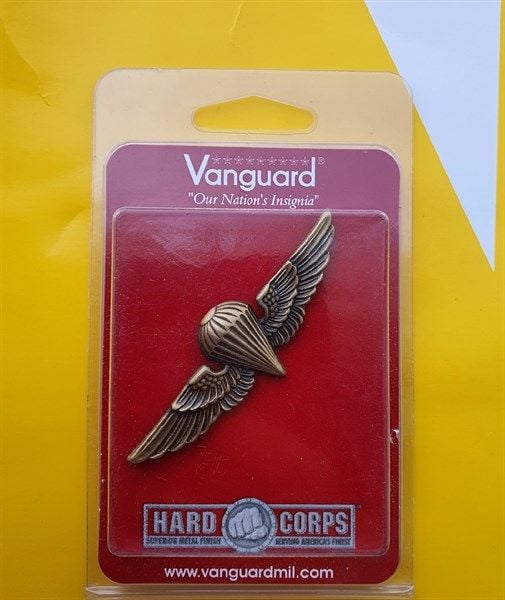 Vanguard®
"Our Nation's Insignia"
HARD CORPS
SUPERIOR METAL FINISH SERVING AMERICA'S FINEST
www.vanguardmil.com